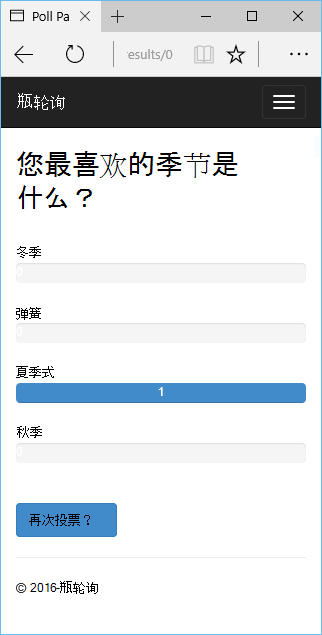 Poll Pa
results/0
瓶轮询
您最喜欢的季节是
什么？
冬季
0
弹簧
0
夏季式
1
秋季
0
再次投票？
© 2016-瓶轮询